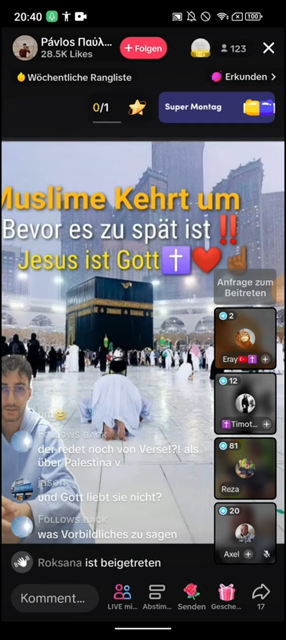 20:40
100
Pávlos Παύλ...
28.5K Likes
+ Folgen
123
Wöchentliche Rangliste
Erkunden >
0/1
Super Montag
Muslime Kehrt um
Bevor es zu spät ist‼️
Jesus ist Gott✝️❤️☝🏾
Anfrage zum
Beitreten
2
Eray🇹🇷✝️ +
12
✝️Timot... +
81
Reza
20
Axel +
FOLLOWS BACK
der redet noch von Verse!?! als
über Palestina v
und Gott liebt sie nicht?
FOLLOWS BACK
was Vorbildliches zu sagen
Roksana ist beigetreten
Komment...
LIVE mi...
Abstim...
Senden
Gesche...
17